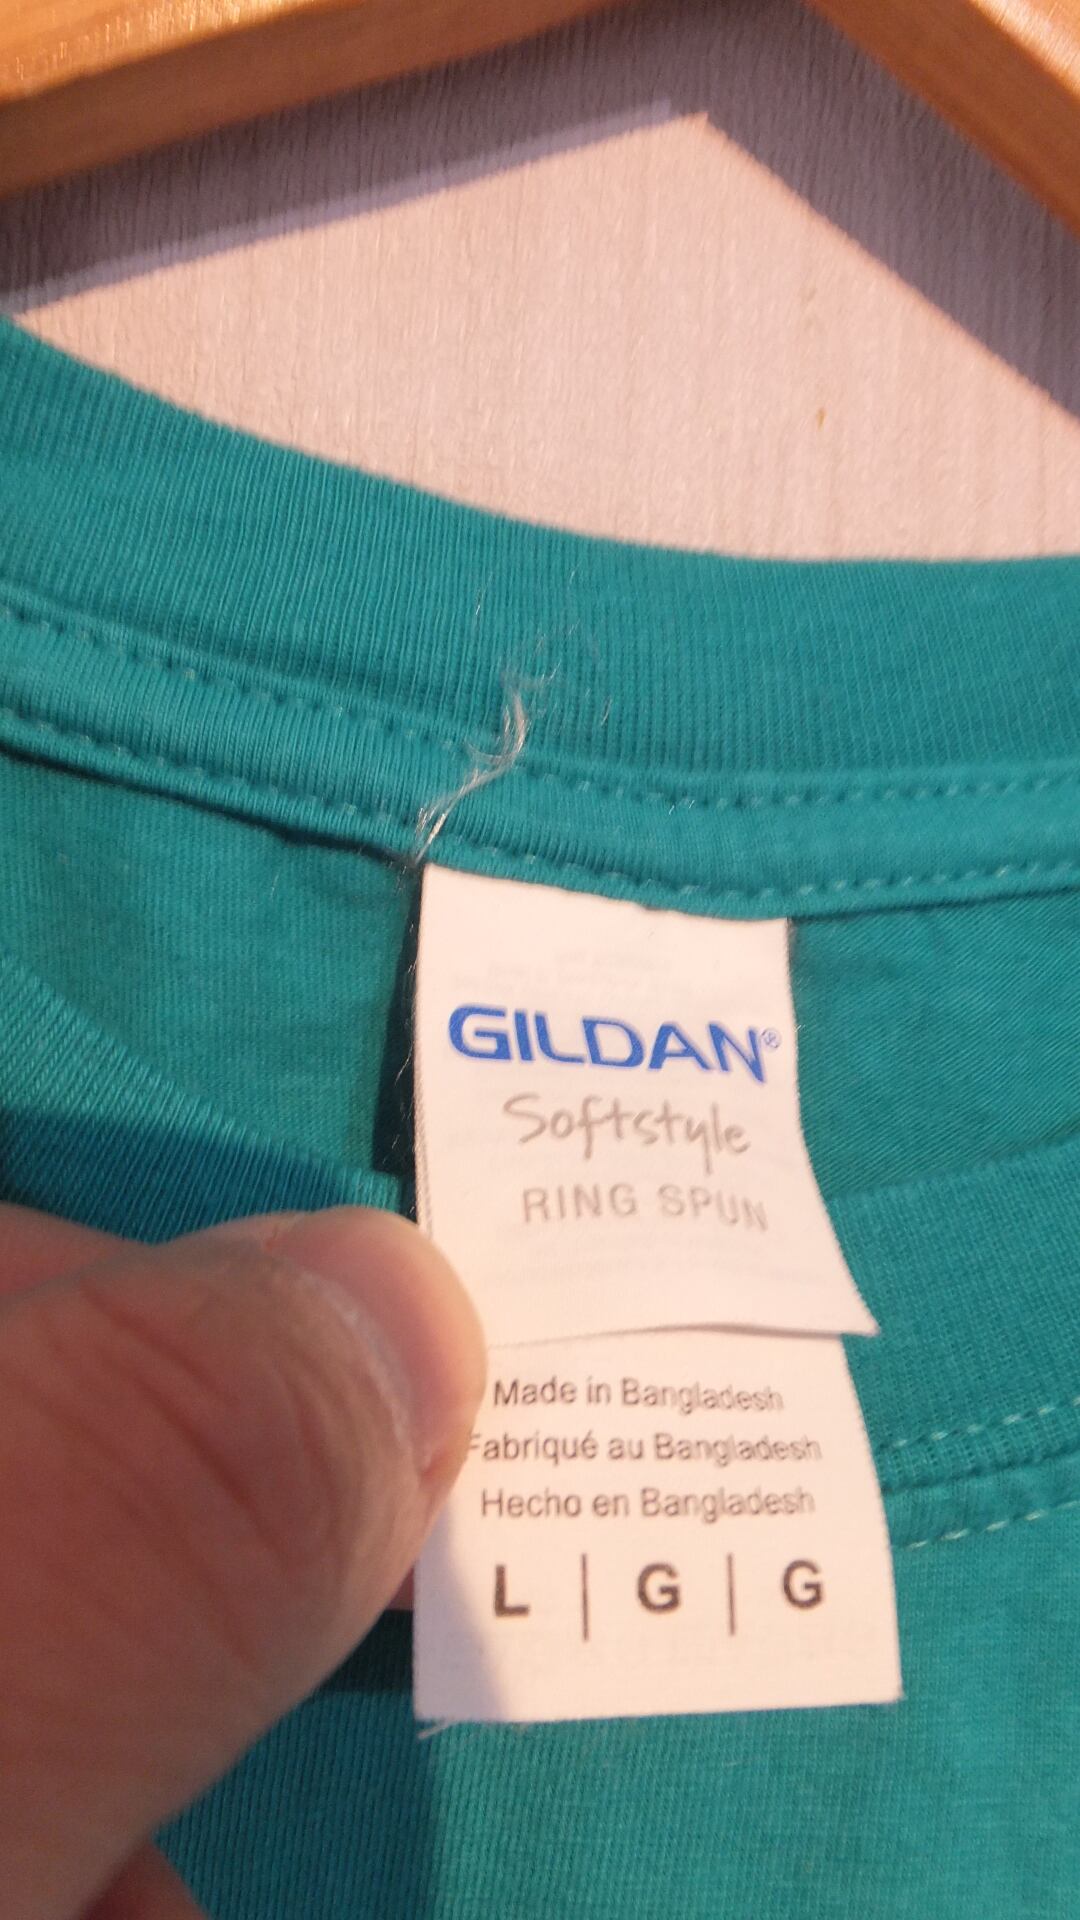 GILDAN®
Softstyle
RING SPUN
Made in Bangladesh
Fabriqué au Bangladesh
Hecho en Bangladesh
L | G | G